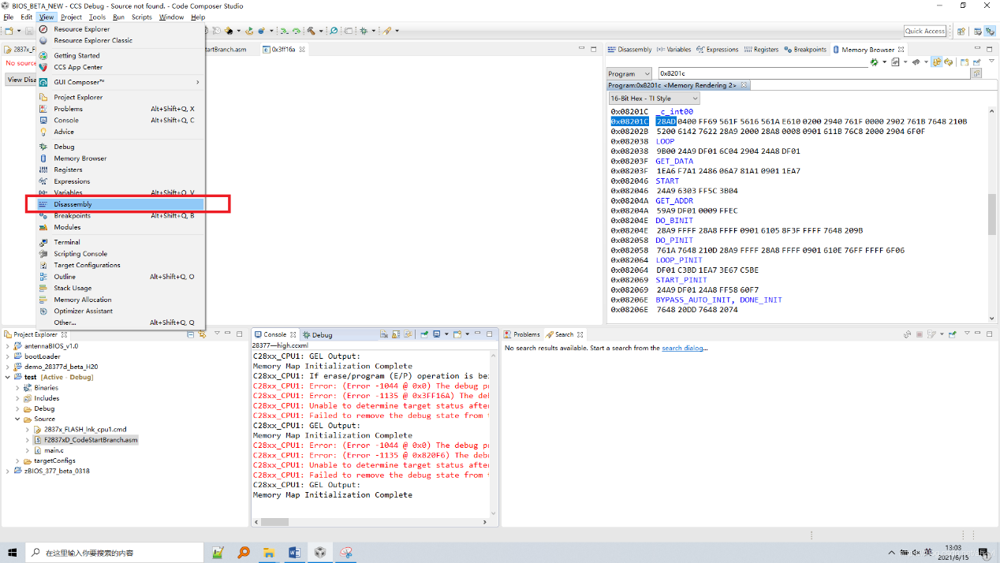 BIOS_BETA_NEW - CCS Debug - Source not found. - Code Composer Studio
File Edit View Project Tools Run Scripts Window Help
Quick Access
Resource Explorer
Resource Explorer Classic
Getting Started
CCS App Center
GUI Composer™
Project Explorer
Problems Alt+Shift+Q, X
Console Alt+Shift+Q, C
Advice
Debug
Memory Browser
Registers
Expressions
Variables Alt+Shift+Q, V
Disassembly
Breakpoints Alt+Shift+Q, B
Modules
Terminal
Scripting Console
Target Configurations
Outline Alt+Shift+Q, O
Stack Usage
Memory Allocation
Optimizer Assistant
Other... Alt+Shift+Q, Q
2837x_F
tartBranch.asm
0x3ff16a
No source
View Disa
Disassembly Variables Expressions Registers Breakpoints Memory Browser
Program 0x8201c
Program:0x8201c <Memory Rendering 2>
16-Bit Hex - TI Style
0x08201C _c_int00
0x08201C 28AD 0400 FF69 561F 5616 561A E610 0200 2940 761F 0000 2902 761B 7648 210B
0x08202B 5200 6142 7622 28A9 2000 28A8 0008 0901 611B 76C8 2000 2904 6F0F
0x082038 LOOP
0x082038 9B00 24A9 DF01 6C04 2904 24A8 DF01
0x08203F GET_DATA
0x08203F 1EA6 F7A1 2486 06A7 81A1 0901 1EA7
0x082046 START
0x082046 24A9 6303 FF5C 3B04
0x08204A GET_ADDR
0x08204A 59A9 DF01 0009 FFEC
0x08204E DO_BINIT
0x08204E 28A9 FFFF 28A8 FFFF 0901 6105 8F3F FFFF 7648 209B
0x082058 DO_PINIT
0x082058 761A 7648 210D 28A9 FFFF 28A8 FFFF 0901 610E 76FF FFFF 6F06
0x082064 LOOP_PINIT
0x082064 DF01 C3BD 1EA7 3E67 C5BE
0x082069 START_PINIT
0x082069 24A9 DF01 24A8 FF58 60F7
0x08206E BYPASS_AUTO_INIT, DONE_INIT
0x08206E 7648 20DD 7648 2074
Project Explorer
antennaBIOS_v1.0
bootLoader
demo_28377d_beta_H20
test [Active - Debug]
Binaries
Includes
Debug
Source
2837x_FLASH_lnk_cpu1.cmd
F2837xD_CodeStartBranch.asm
main.c
targetConfigs
zBIOS_377_beta_0318
Console Debug
28377---high.ccxml
C28xx_CPU1: GEL Output:
Memory Map Initialization Complete
C28xx_CPU1: If erase/program (E/P) operation is bei
C28xx_CPU1: Error: (Error -1044 @ 0x0) The debug p
C28xx_CPU1: Error: (Error -1135 @ 0x3FF16A) The de
C28xx_CPU1: Unable to determine target status afte
C28xx_CPU1: Failed to remove the debug state from
C28xx_CPU1: GEL Output:
Memory Map Initialization Complete
C28xx_CPU1: Error: (Error -1044 @ 0x0) The debug p
C28xx_CPU1: Error: (Error -1135 @ 0x820F6) The deb
C28xx_CPU1: Unable to determine target status afte
C28xx_CPU1: Failed to remove the debug state from
C28xx_CPU1: GEL Output:
Memory Map Initialization Complete
Problems Search
No search results available. Start a search from the search dialog...
在这里输入你要搜索的内容
英
13:03
2021/6/15